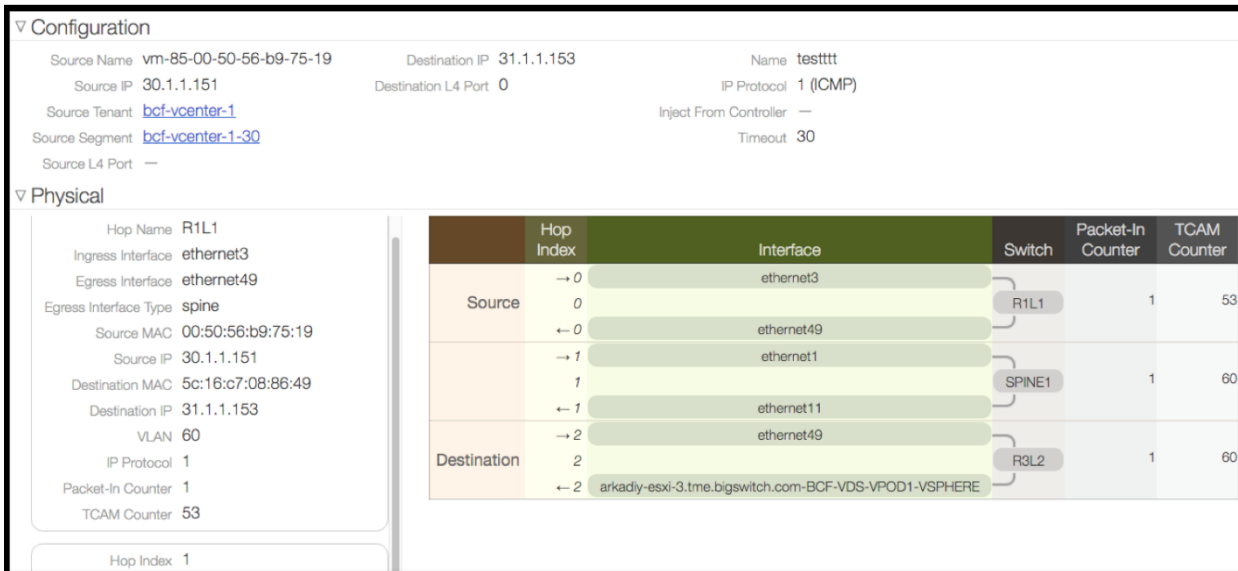 ▽ Configuration
Source Name vm-85-00-50-56-b9-75-19 Destination IP 31.1.1.153 Name testttt
Source IP 30.1.1.151 Destination L4 Port 0 IP Protocol 1 (ICMP)
Source Tenant bcf-vcenter-1 Inject From Controller —
Source Segment bcf-vcenter-1-30 Timeout 30
Source L4 Port —
▽ Physical
Hop Name R1L1
Ingress Interface ethernet3
Egress Interface ethernet49
Egress Interface Type spine
Source MAC 00:50:56:b9:75:19
Source IP 30.1.1.151
Destination MAC 5c:16:c7:08:86:49
Destination IP 31.1.1.153
VLAN 60
IP Protocol 1
Packet-In Counter 1
TCAM Counter 53
Hop Index 1
Hop Index Interface Switch Packet-In Counter TCAM Counter
→ 0 ethernet3
Source 0 R1L1 1 53
← 0 ethernet49
→ 1 ethernet1
1 SPINE1 1 60
← 1 ethernet11
→ 2 ethernet49
Destination 2 R3L2 1 60
← 2 arkadiy-esxi-3.tme.bigswitch.com-BCF-VDS-VPOD1-VSPHERE